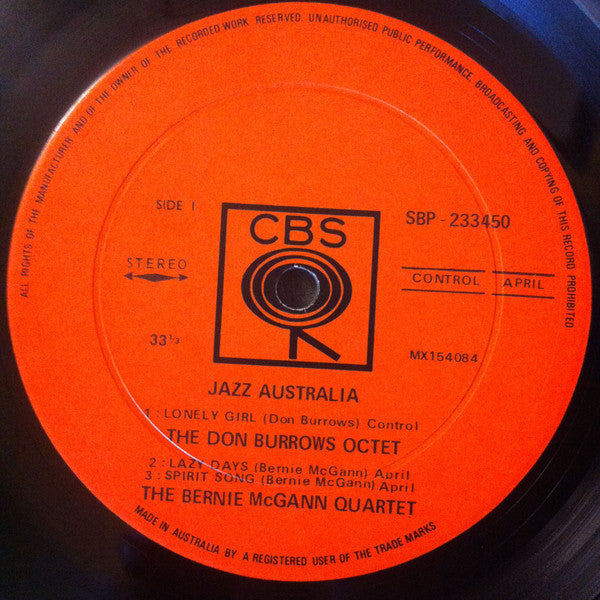 ALL RIGHTS OF THE MANUFACTURER AND OF THE OWNER OF THE RECORDED WORK RESERVED. UNAUTHORISED PUBLIC PERFORMANCE, BROADCASTING AND COPYING OF THIS RECORD PROHIBITED
SIDE 1
CBS
SBP - 233450
STEREO
CONTROL APRIL
33 1/3
MX154084
JAZZ AUSTRALIA
1 : LONELY GIRL (Don Burrows) Control
THE DON BURROWS OCTET
2 : LAZY DAYS (Bernie McGann) April
3 : SPIRIT SONG (Bernie McGann) April
THE BERNIE McGANN QUARTET
MADE IN AUSTRALIA BY A REGISTERED USER OF THE TRADE MARKS